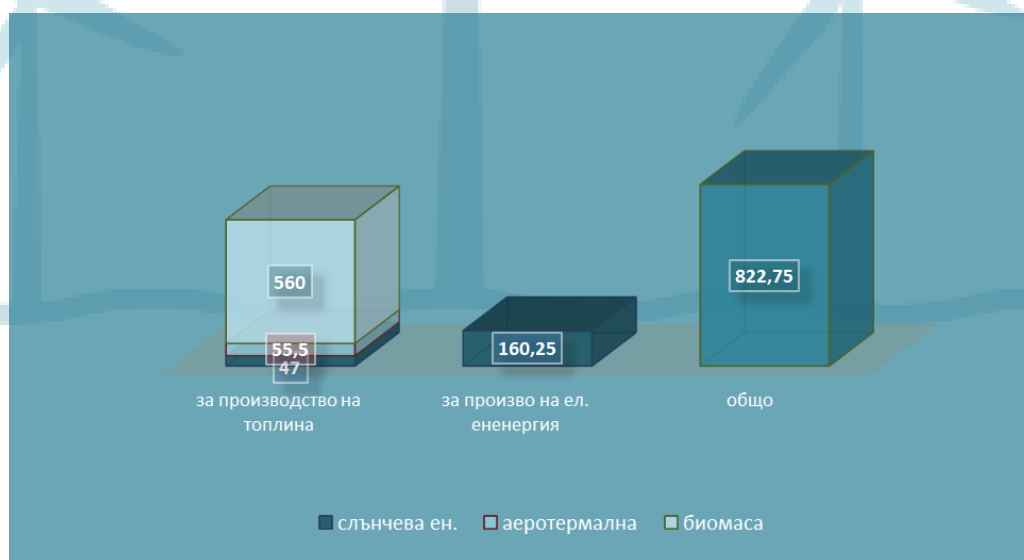 560
55,5
47
160,25
822,75
за производство на
топлина
за произво на ел.
ененергия
общо
слънчева ен.
аеротермална
биомаса